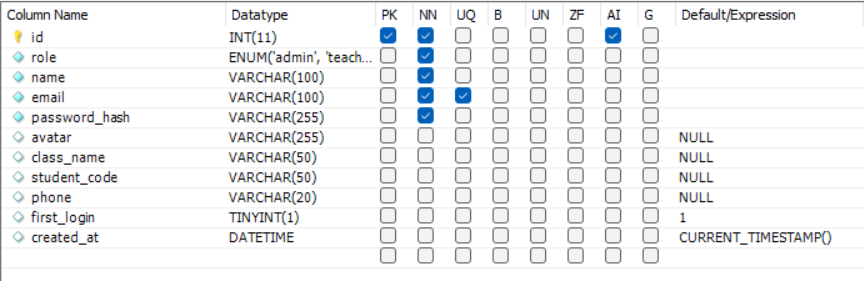 Column Name Datatype PK NN UQ B UN ZF AI G Default/Expression
id INT(11)
role ENUM('admin', 'teach...
name VARCHAR(100)
email VARCHAR(100)
password_hash VARCHAR(255)
avatar VARCHAR(255) NULL
class_name VARCHAR(50) NULL
student_code VARCHAR(50) NULL
phone VARCHAR(20) NULL
first_login TINYINT(1) 1
created_at DATETIME CURRENT_TIMESTAMP()